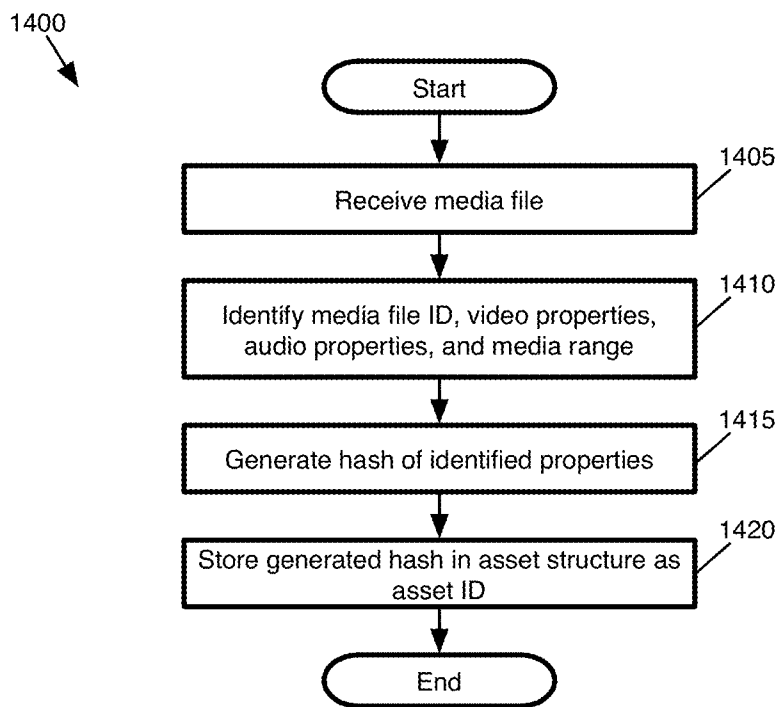 1400
Start
1405
Receive media file
1410
Identify media file ID, video properties,
audio properties, and media range
1415
Generate hash of identified properties
1420
Store generated hash in asset structure as
asset ID
End